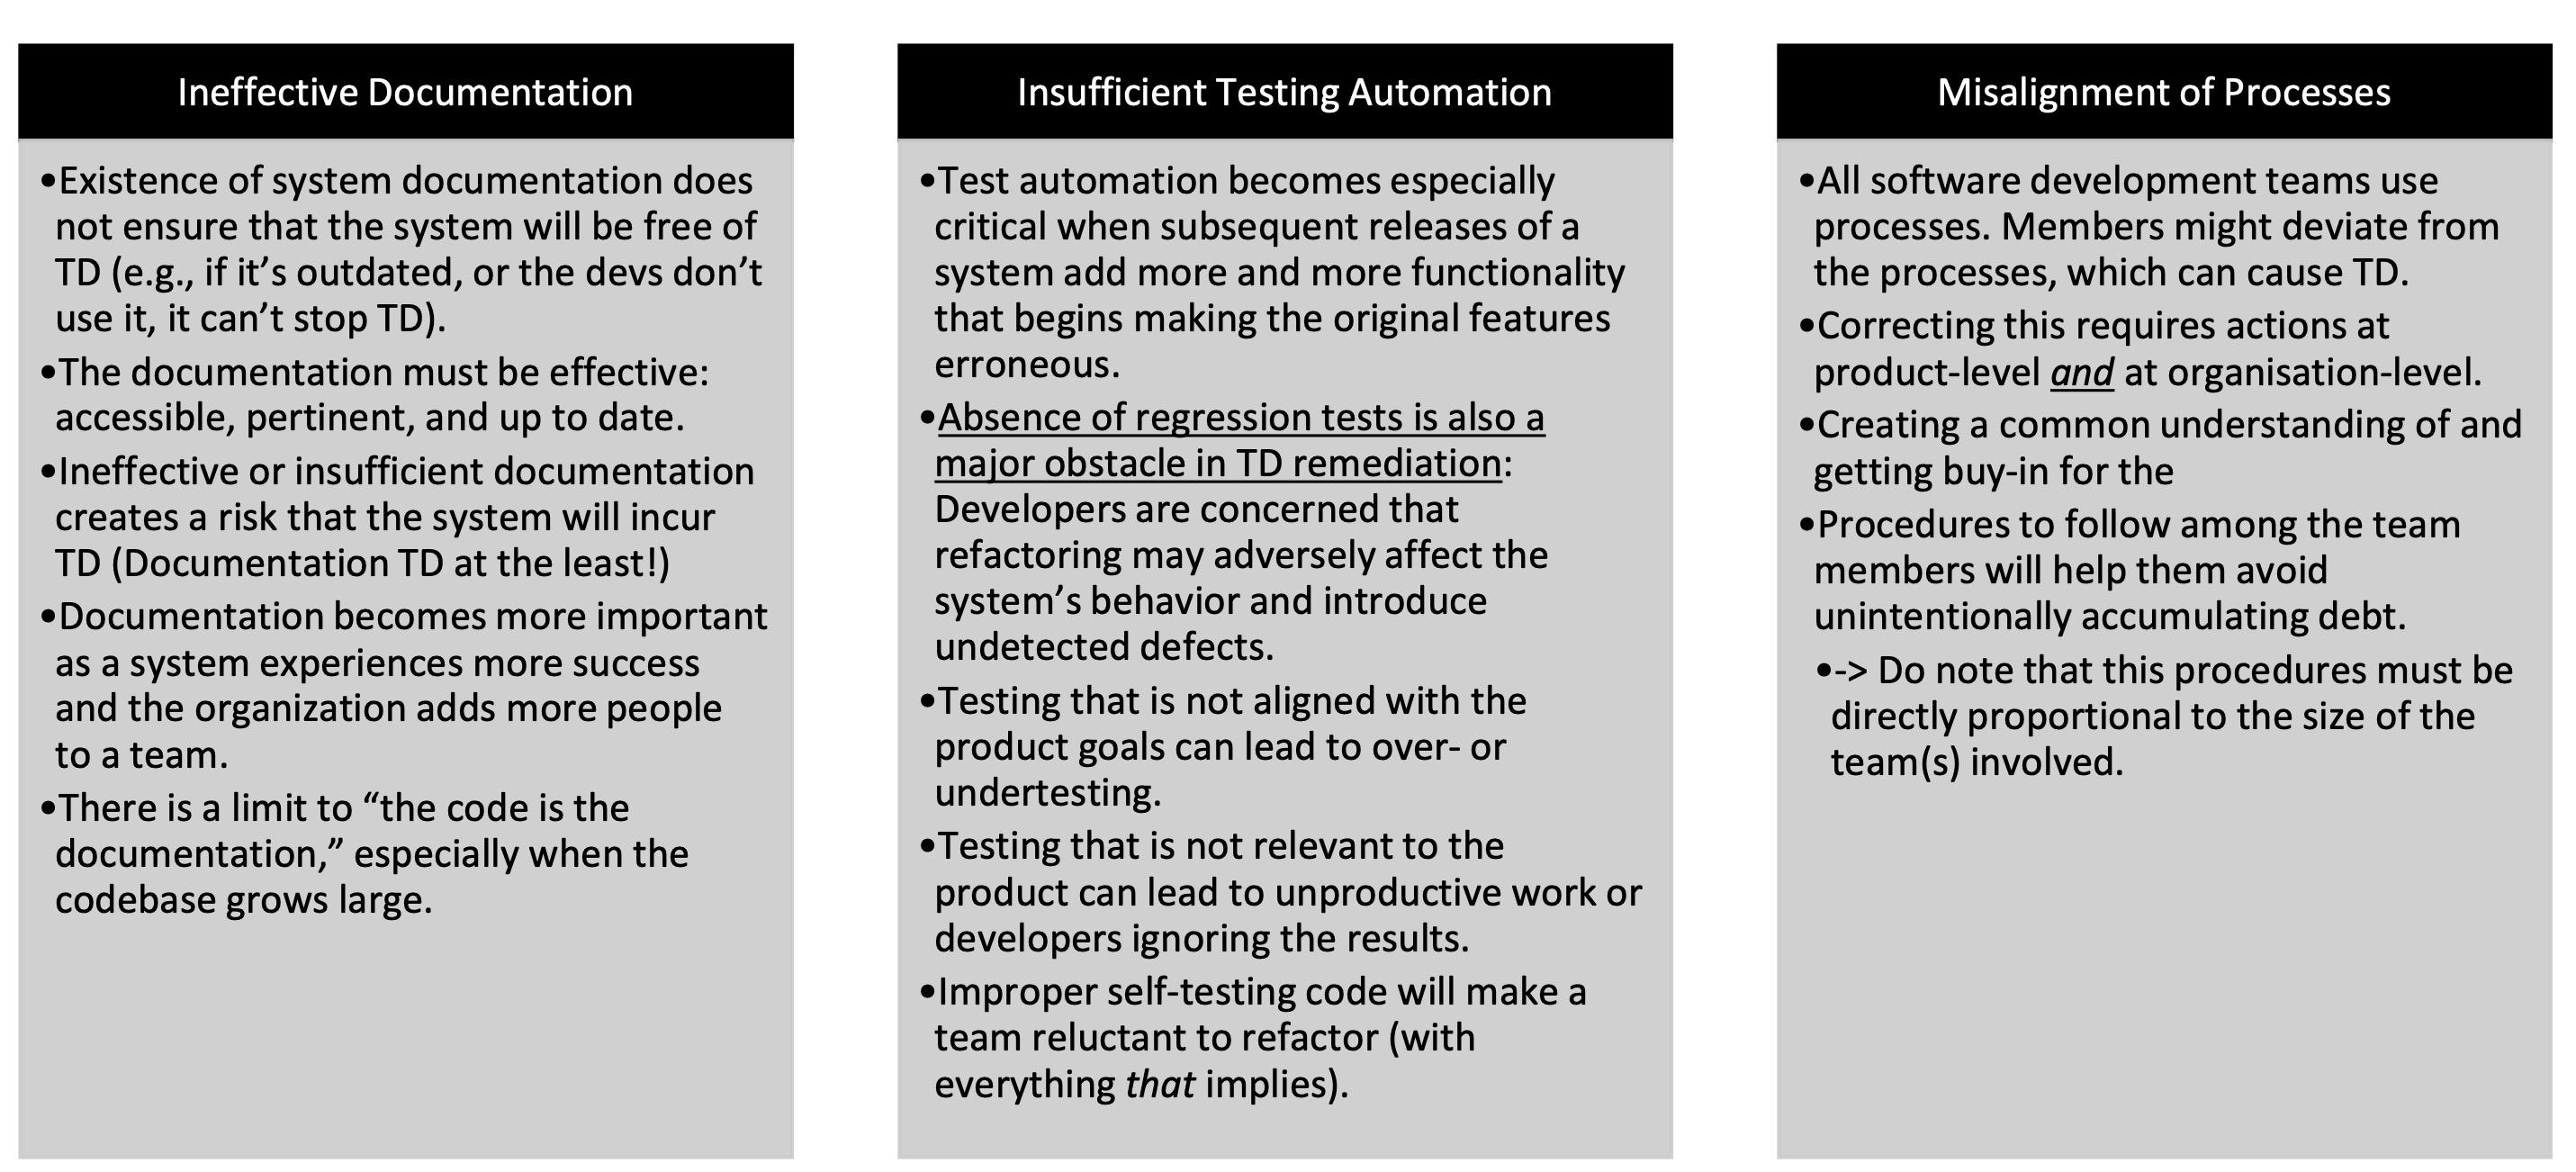 Ineffective Documentation
•Existence of system documentation does
not ensure that the system will be free of
TD (e.g., if it’s outdated, or the devs don’t
use it, it can’t stop TD).
•The documentation must be effective:
accessible, pertinent, and up to date.
•Ineffective or insufficient documentation
creates a risk that the system will incur
TD (Documentation TD at the least!)
•Documentation becomes more important
as a system experiences more success
and the organization adds more people
to a team.
•There is a limit to “the code is the
documentation,” especially when the
codebase grows large.
Insufficient Testing Automation
•Test automation becomes especially
critical when subsequent releases of a
system add more and more functionality
that begins making the original features
erroneous.
•Absence of regression tests is also a
major obstacle in TD remediation:
Developers are concerned that
refactoring may adversely affect the
system’s behavior and introduce
undetected defects.
•Testing that is not aligned with the
product goals can lead to over- or
undertesting.
•Testing that is not relevant to the
product can lead to unproductive work or
developers ignoring the results.
•Improper self-testing code will make a
team reluctant to refactor (with
everything that implies).
Misalignment of Processes
•All software development teams use
processes. Members might deviate from
the processes, which can cause TD.
•Correcting this requires actions at
product-level and at organisation-level.
•Creating a common understanding of and
getting buy-in for the
•Procedures to follow among the team
members will help them avoid
unintentionally accumulating debt.
•-> Do note that this procedures must be
directly proportional to the size of the
team(s) involved.